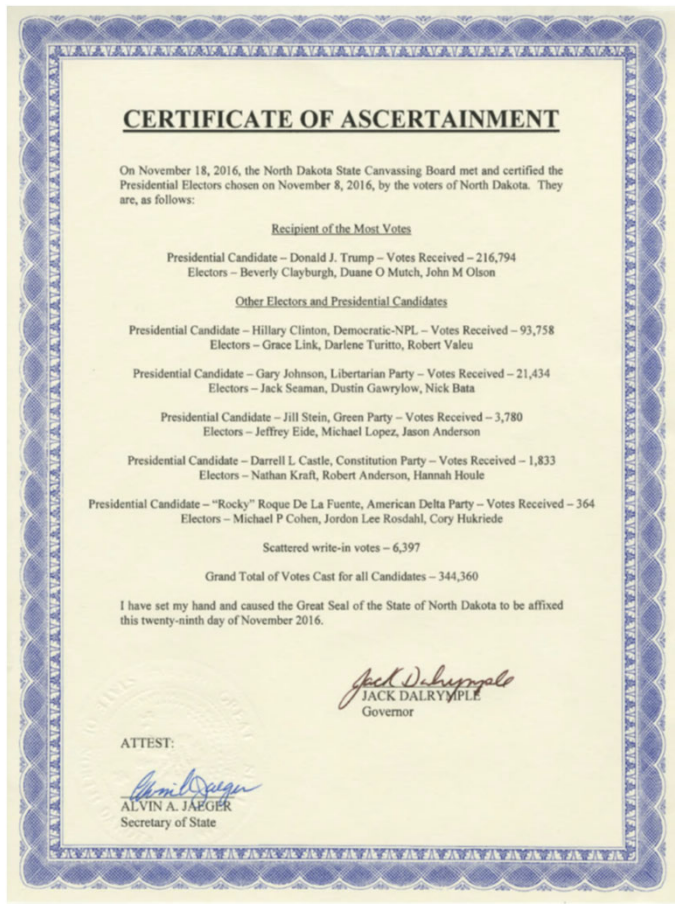 CERTIFICATE OF ASCERTAINMENT
On November 18, 2016, the North Dakota State Canvassing Board met and certified the
Presidential Electors chosen on November 8, 2016, by the voters of North Dakota. They
are, as follows:
Recipient of the Most Votes
Presidential Candidate – Donald J. Trump – Votes Received – 216,794
Electors – Beverly Clayburgh, Duane O Mutch, John M Olson
Other Electors and Presidential Candidates
Presidential Candidate – Hillary Clinton, Democratic-NPL – Votes Received – 93,758
Electors – Grace Link, Darlene Turitto, Robert Valeu
Presidential Candidate – Gary Johnson, Libertarian Party – Votes Received – 21,434
Electors – Jack Seaman, Dustin Gawrylow, Nick Bata
Presidential Candidate – Jill Stein, Green Party – Votes Received – 3,780
Electors – Jeffrey Eide, Michael Lopez, Jason Anderson
Presidential Candidate – Darrell L Castle, Constitution Party – Votes Received – 1,833
Electors – Nathan Kraft, Robert Anderson, Hannah Houle
Presidential Candidate – “Rocky” Roque De La Fuente, American Delta Party – Votes Received – 364
Electors – Michael P Cohen, Jordon Lee Rosdahl, Cory Hukriede
Scattered write-in votes – 6,397
Grand Total of Votes Cast for all Candidates – 344,360
I have set my hand and caused the Great Seal of the State of North Dakota to be affixed
this twenty-ninth day of November 2016.
Jack Dalrymple
JACK DALRYMPLE
Governor
ATTEST:
ALVIN A. JAEGER
Secretary of State